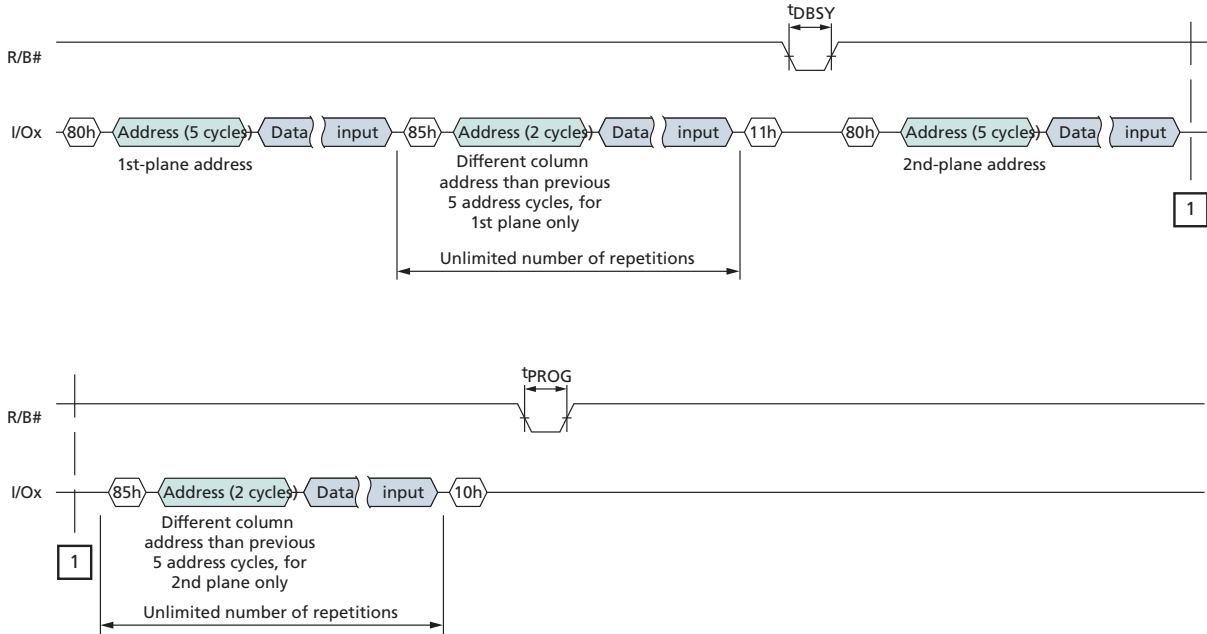 tDBSY
R/B#
I/Ox
80h
Address (5 cycles)
Data
input
85h
Address (2 cycles)
Data
input
11h
80h
Address (5 cycles)
Data
input
1st-plane address
Different column
address than previous
5 address cycles, for
1st plane only
2nd-plane address
1
Unlimited number of repetitions
tPROG
R/B#
I/Ox
85h
Address (2 cycles)
Data
input
10h
Different column
address than previous
5 address cycles, for
2nd plane only
1
Unlimited number of repetitions